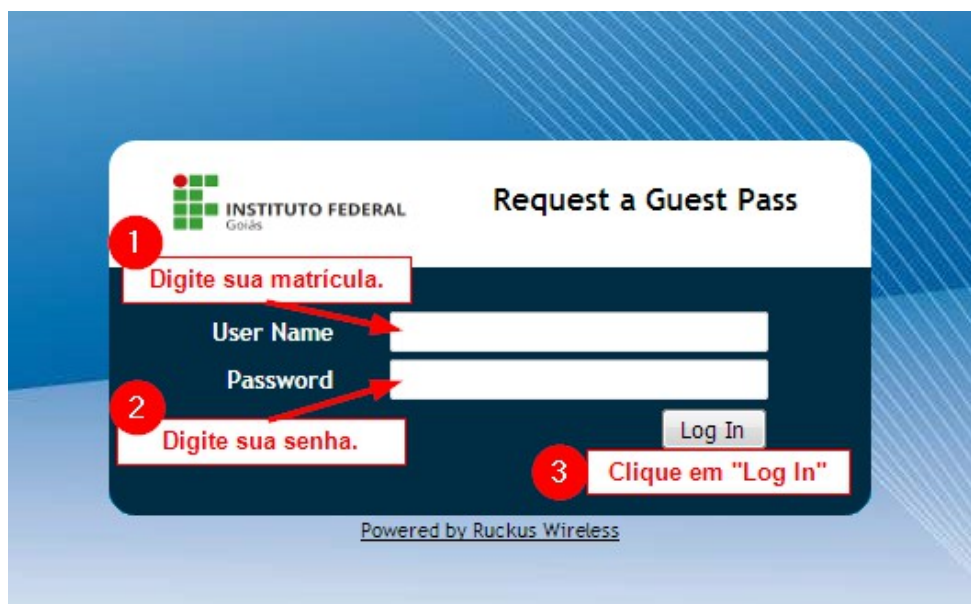 INSTITUTO FEDERAL
Goiás
Request a Guest Pass
1
Digite sua matrícula.
User Name
Password
2
Digite sua senha.
Log In
3
Clique em "Log In"
Powered by Ruckus Wireless